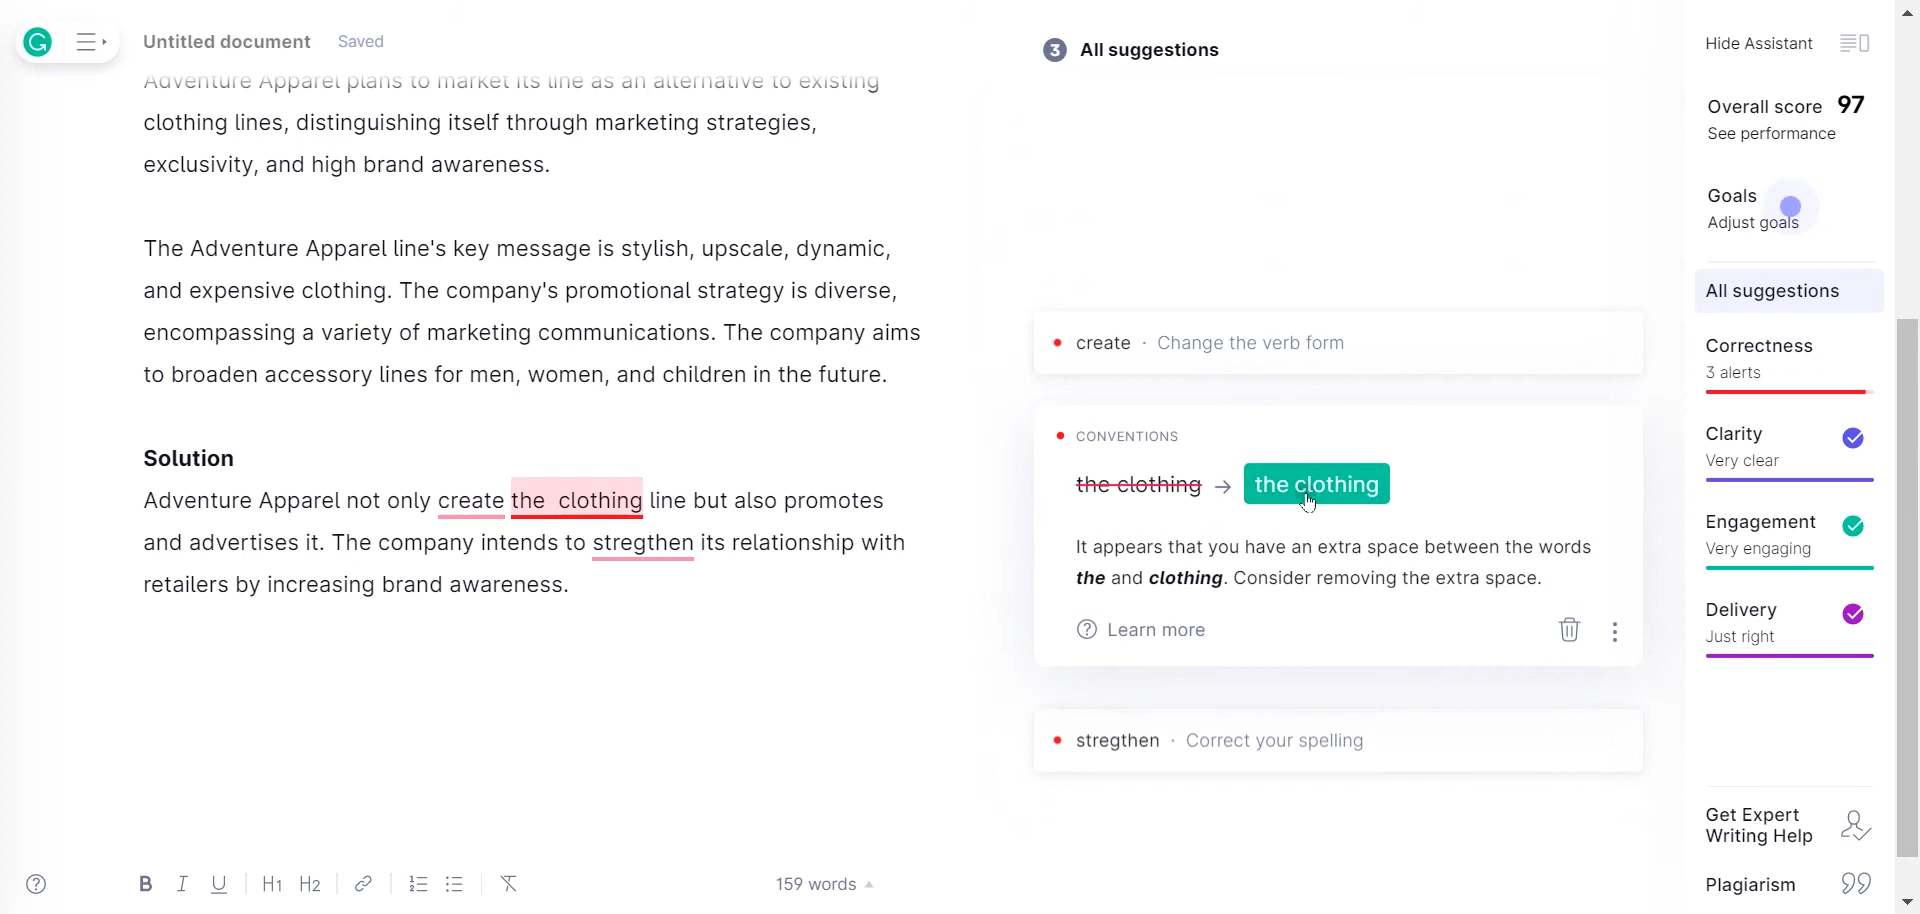 Untitled document Saved
Adventure Apparel plans to market its line as an alternative to existing
clothing lines, distinguishing itself through marketing strategies,
exclusivity, and high brand awareness.
The Adventure Apparel line's key message is stylish, upscale, dynamic,
and expensive clothing. The company's promotional strategy is diverse,
encompassing a variety of marketing communications. The company aims
to broaden accessory lines for men, women, and children in the future.
Solution
Adventure Apparel not only create the  clothing line but also promotes
and advertises it. The company intends to stregthen its relationship with
retailers by increasing brand awareness.
B I U H1 H2
159 words
3 All suggestions
create · Change the verb form
CONVENTIONS
the clothing → the clothing
It appears that you have an extra space between the words
the and clothing. Consider removing the extra space.
Learn more
stregthen · Correct your spelling
Hide Assistant
Overall score 97
See performance
Goals
Adjust goals
All suggestions
Correctness
3 alerts
Clarity
Very clear
Engagement
Very engaging
Delivery
Just right
Get Expert
Writing Help
Plagiarism